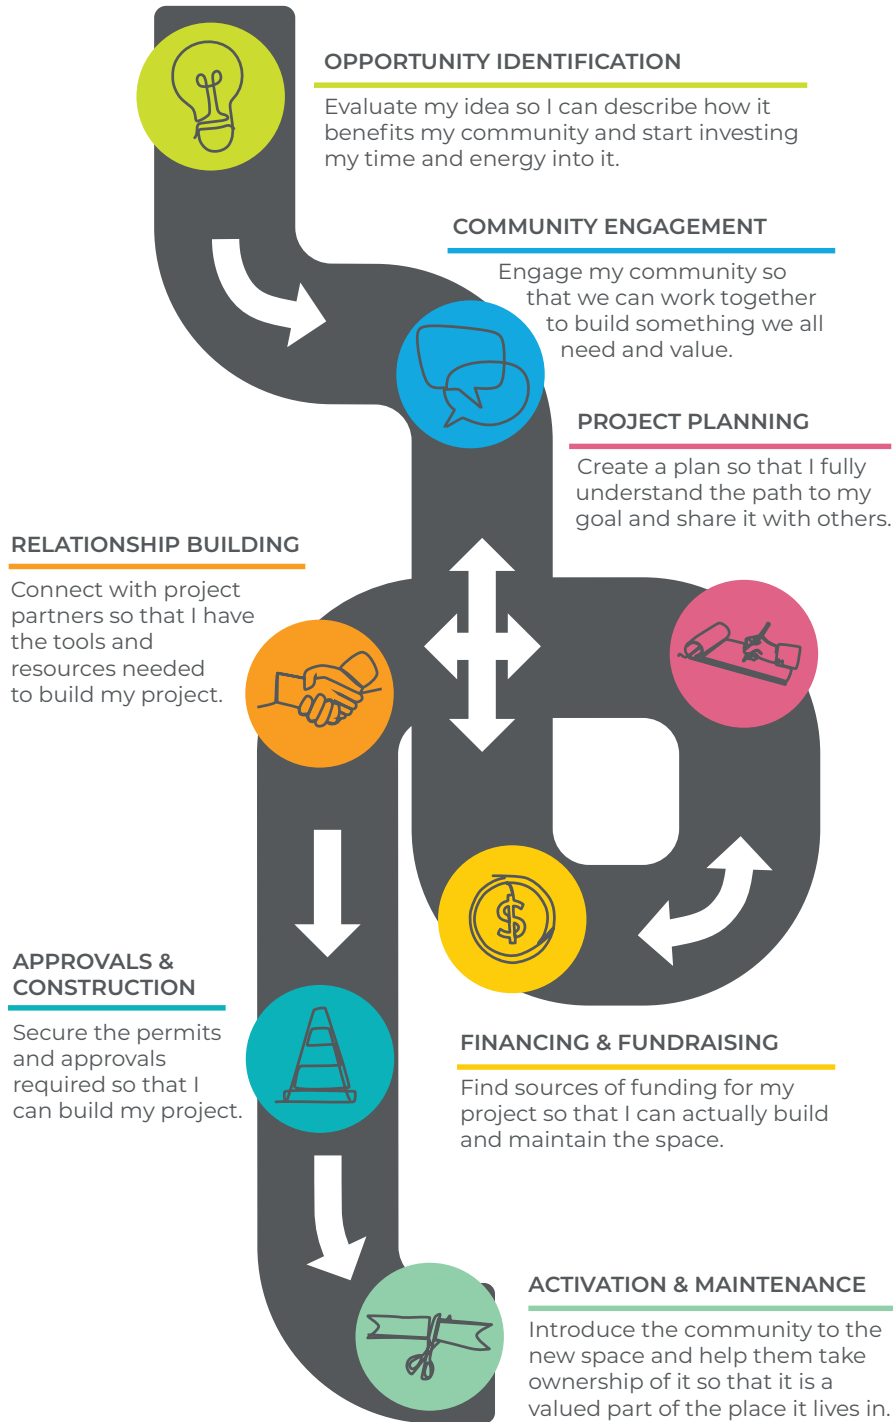 OPPORTUNITY IDENTIFICATION
Evaluate my idea so I can describe how it
benefits my community and start investing
my time and energy into it.
COMMUNITY ENGAGEMENT
Engage my community so
that we can work together
to build something we all
need and value.
PROJECT PLANNING
Create a plan so that I fully
understand the path to my
goal and share it with others.
RELATIONSHIP BUILDING
Connect with project
partners so that I have
the tools and
resources needed
to build my project.
$
APPROVALS &
CONSTRUCTION
Secure the permits
and approvals
required so that I
can build my project.
FINANCING & FUNDRAISING
Find sources of funding for my
project so that I can actually build
and maintain the space.
ACTIVATION & MAINTENANCE
Introduce the community to the
new space and help them take
ownership of it so that it is a
valued part of the place it lives in.